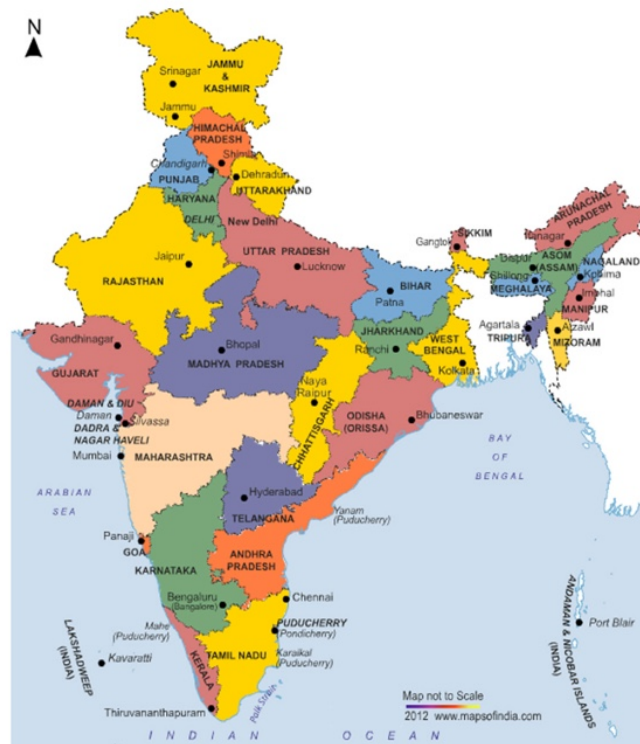 N
JAMMU
&
KASHMIR
Srinagar
Jammu
HIMACHAL
PRADESH
Shimla
Chandigarh
PUNJAB
Dehradun
UTTARAKHAND
HARYANA
DELHI
New Delhi
UTTAR PRADESH
Lucknow
Jaipur
RAJASTHAN
ARUNACHAL
PRADESH
Itanagar
SIKKIM
Gangtok
ASOM
(ASSAM)
Dispur
NAGALAND
Kohima
Shillong
MEGHALAYA
Imphal
MANIPUR
Agartala
TRIPURA
Aizawl
MIZORAM
BIHAR
Patna
JHARKHAND
Ranchi
WEST
BENGAL
Kolkata
Gandhinagar
GUJARAT
Bhopal
MADHYA PRADESH
Naya
Raipur
CHHATTISGARH
ODISHA
(ORISSA)
Bhubaneswar
DAMAN & DIU
Daman
Silvassa
DADRA &
NAGAR HAVELI
Mumbai
MAHARASHTRA
ARABIAN
SEA
BAY
OF
BENGAL
Hyderabad
TELANGANA
Yanam
(Puducherry)
Panaji
GOA
KARNATAKA
ANDHRA
PRADESH
Bengaluru
(Bangalore)
Chennai
Mahe
(Puducherry)
PUDUCHERRY
(Pondicherry)
TAMIL NADU
Karaikal
(Puducherry)
KERALA
LAKSHADWEEP
(INDIA)
Kavaratti
Thiruvananthapuram
Palk Strait
ANDAMAN & NICOBAR ISLANDS
(INDIA)
Port Blair
Map not to Scale
2012 www.mapsofindia.com
INDIAN OCEAN